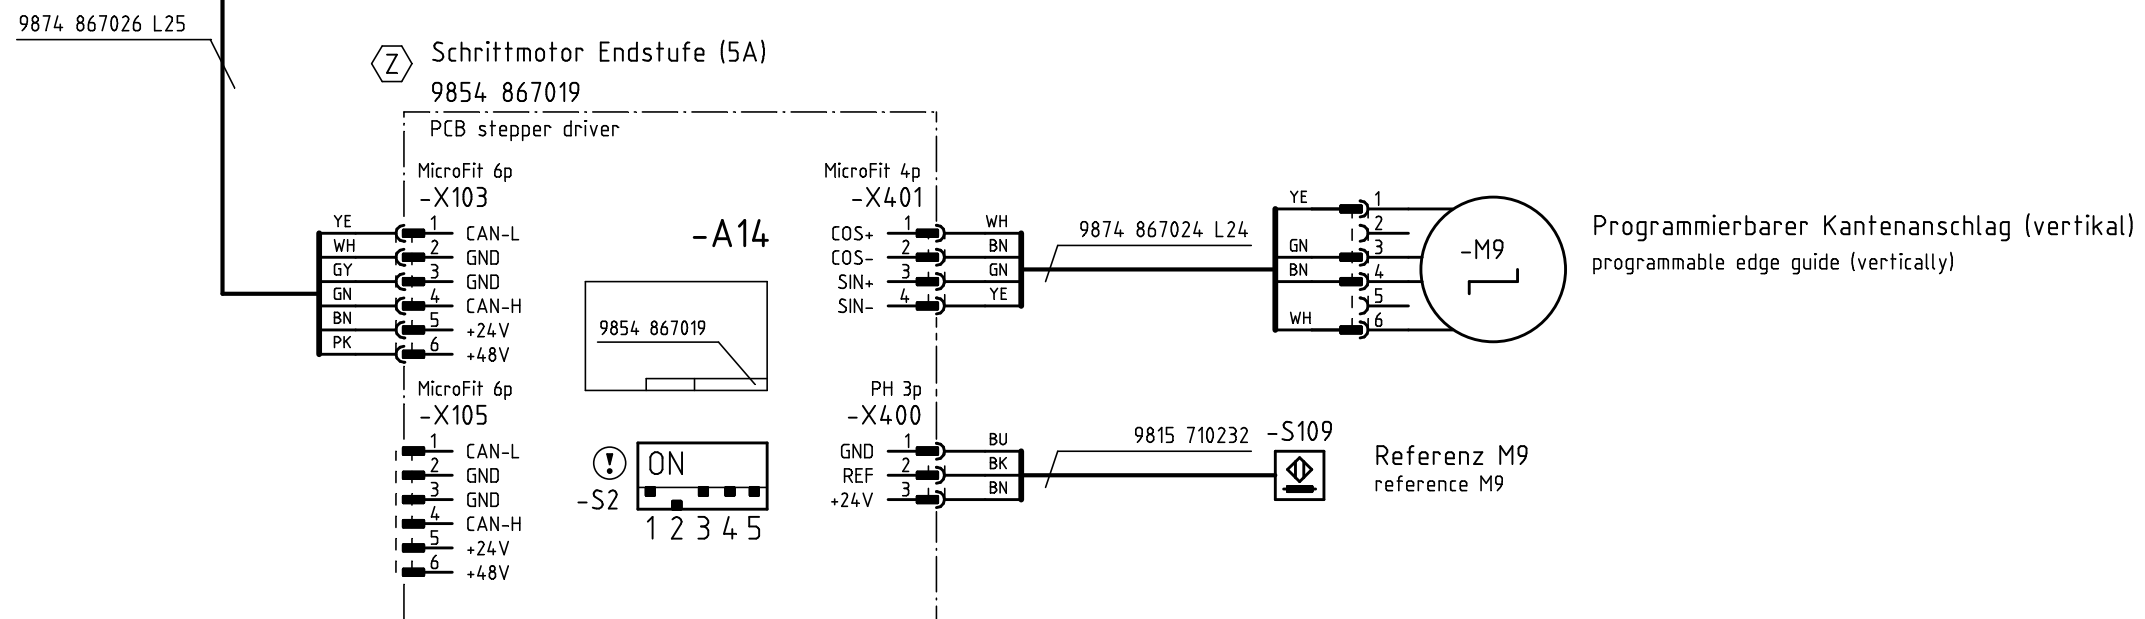 9874 867026 L25
Z
Schrittmotor Endstufe (5A)
9854 867019
PCB stepper driver
MicroFit 6p
-X103
YE 1 CAN-L
WH 2 GND
GY 3 GND
GN 4 CAN-H
BN 5 +24V
PK 6 +48V
MicroFit 6p
-X105
1 CAN-L
2 GND
3 GND
4 CAN-H
5 +24V
6 +48V
-A14
9854 867019
!
-S2
ON
1 2 3 4 5
MicroFit 4p
-X401
COS+ 1 WH
COS- 2 BN
SIN+ 3 GN
SIN- 4 YE
9874 867024 L24
YE 1
2
GN 3
BN 4
5
WH 6
-M9
Programmierbarer Kantenanschlag (vertikal)
programmable edge guide (vertically)
PH 3p
-X400
GND 1 BU
REF 2 BK
+24V 3 BN
9815 710232
-S109
Referenz M9
reference M9